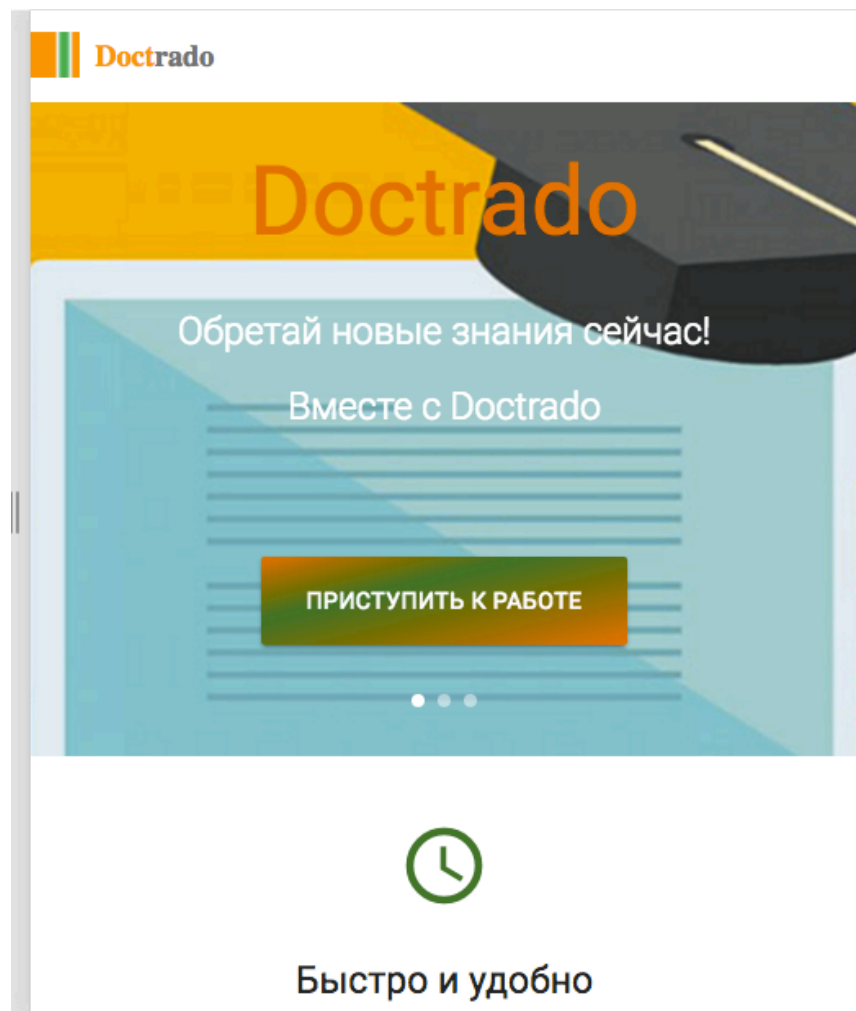 Doctrado
Doctrado
Обретай новые знания сейчас!
Вместе с Doctrado
ПРИСТУПИТЬ К РАБОТЕ
Быстро и удобно